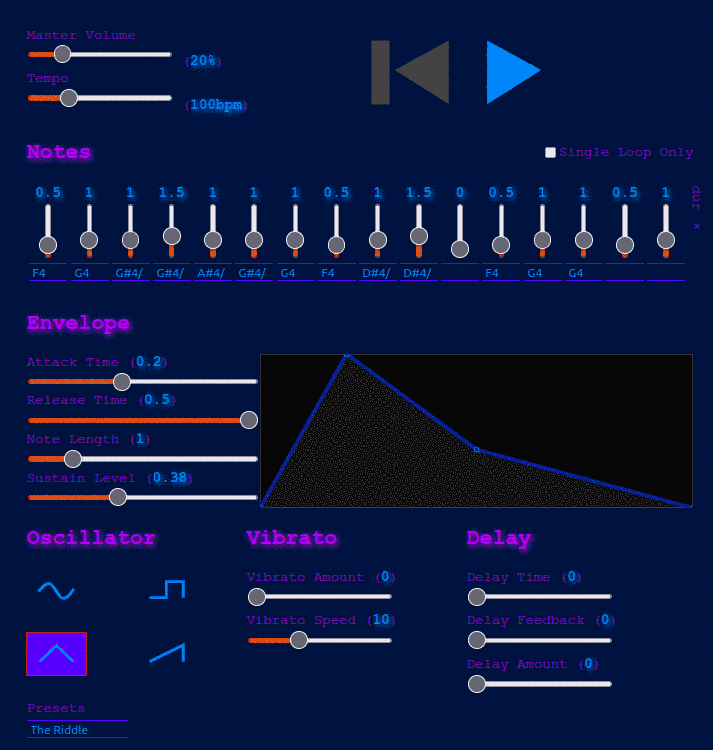 Master Volume
(20%)
Tempo
(100bpm)
Notes
Single Loop Only
0.5 1 1 1.5 1 1 1 0.5 1 1.5 0 0.5 1 1 0.5 1
dur ×
F4 G4 G#4/ G#4/ A#4/ G#4/ G4 F4 D#4/ D#4/ F4 G4 G4
Envelope
Attack Time (0.2)
Release Time (0.5)
Note Length (1)
Sustain Level (0.38)
Oscillator Vibrato Delay
Vibrato Amount (0) Delay Time (0)
Vibrato Speed (10) Delay Feedback (0)
Delay Amount (0)
Presets
The Riddle